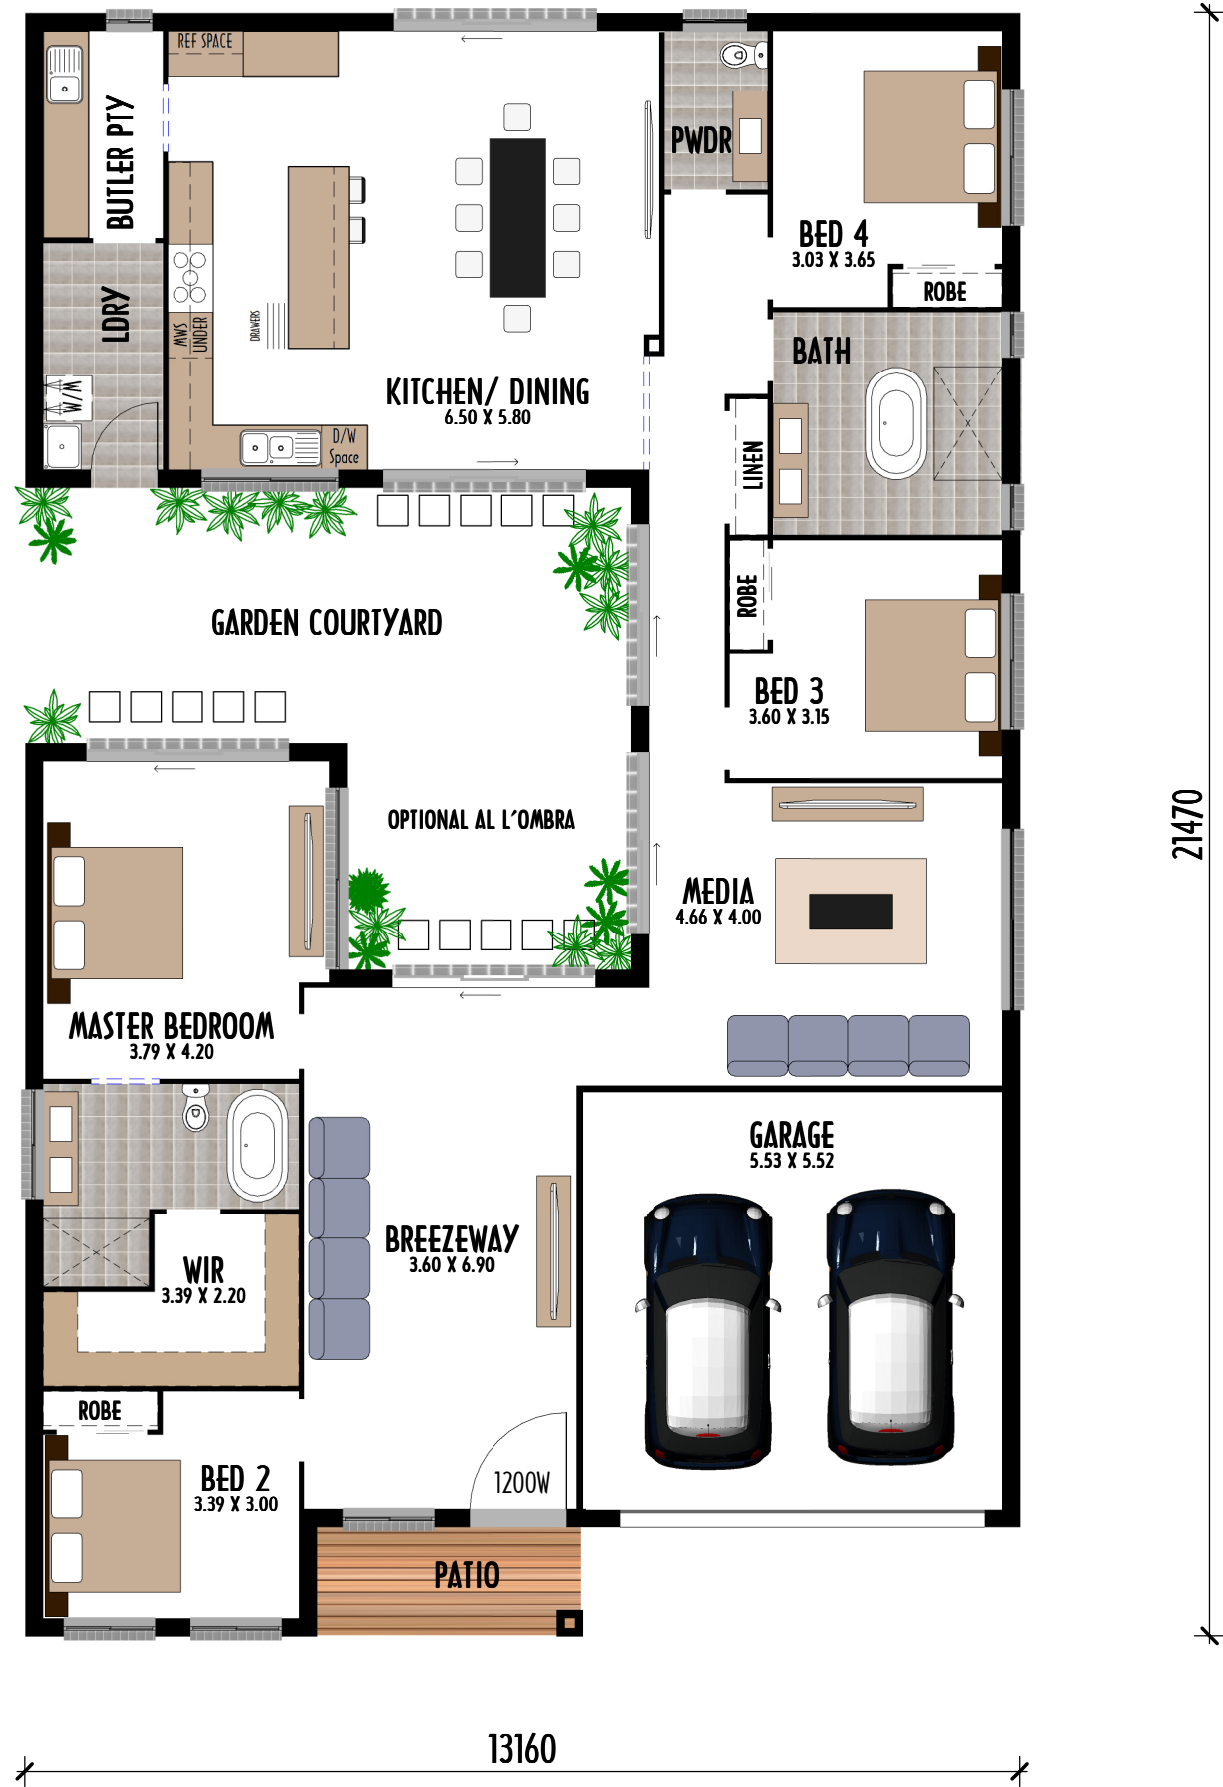 REF SPACE
BUTLER PTY
PWDR
BED 4
3.03 X 3.65
ROBE
LDRY
MWS
UNDER
DRAWERS
BATH
KITCHEN/ DINING
6.50 X 5.80
W/M
D/W
Space
LINEN
ROBE
GARDEN COURTYARD
BED 3
3.60 X 3.15
OPTIONAL AL L'OMBRA
21470
MEDIA
4.66 X 4.00
MASTER BEDROOM
3.79 X 4.20
GARAGE
5.53 X 5.52
BREEZEWAY
3.60 X 6.90
WIR
3.39 X 2.20
ROBE
BED 2
3.39 X 3.00
1200W
PATIO
13160